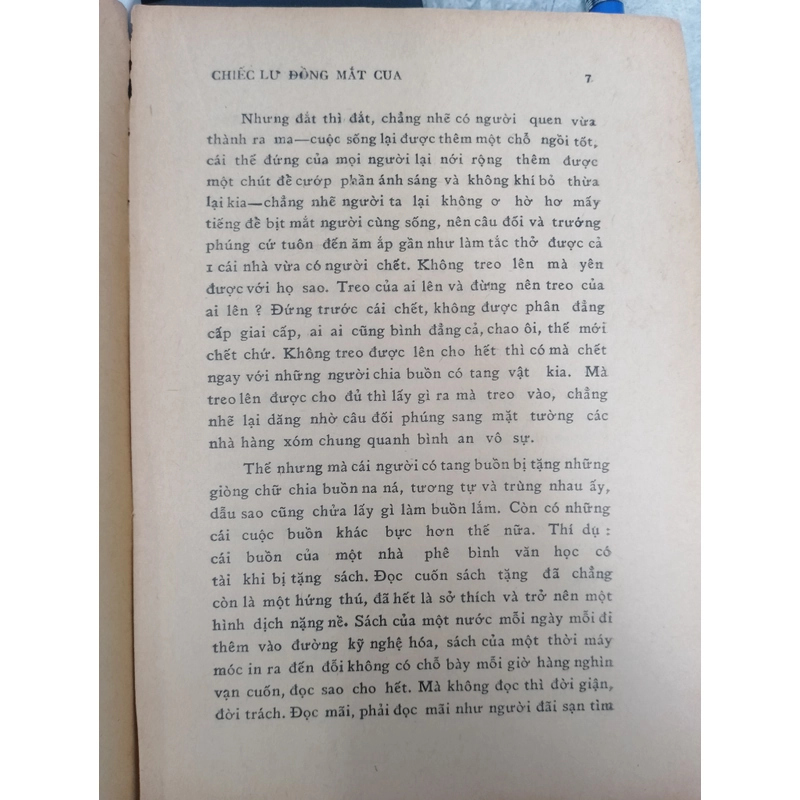 CHIẾC LƯ ĐỒNG MẮT CUA 7
Nhưng đắt thì đắt, chẳng nhẽ có người quen vừa
thành ra ma—cuộc sống lại được thêm một chỗ ngồi tốt,
cái thế đứng của mọi người lại nới rộng thêm được
một chút để cướp phần ánh sáng và không khí bỏ thừa
lại kia—chẳng nhẽ người ta lại không ơ hờ hơ mấy
tiếng để bịt mắt người cùng sống, nên câu đối và trướng
phúng cứ tuôn đến ăm ắp gần như làm tắc thở được cả
1 cái nhà vừa có người chết. Không treo lên mà yên
được với họ sao. Treo của ai lên và đừng nên treo của
ai lên ? Đứng trước cái chết, không được phân đẳng
cấp giai cấp, ai ai cũng bình đẳng cả, chao ôi, thế mới
chết chứ. Không treo được lên cho hết thì có mà chết
ngay với những người chia buồn có tang vật kia. Mà
treo lên được cho đủ thì lấy gì ra mà treo vào, chẳng
nhẽ lại dăng nhờ câu đối phúng sang mặt tường các
nhà hàng xóm chung quanh bình an vô sự.
Thế nhưng mà cái người có tang buồn bị tặng những
giòng chữ chia buồn na ná, tương tự và trùng nhau ấy,
dẫu sao cũng chửa lấy gì làm buồn lắm. Còn có những
cái cuộc buồn khác bực hơn thế nữa. Thí dụ :
cái buồn của một nhà phê bình văn học có
tài khi bị tặng sách. Đọc cuốn sách tặng đã chẳng
còn là một hứng thú, đã hết là sở thích và trở nên một
hình dịch nặng nề. Sách của một nước mỗi ngày mỗi đi
thêm vào đường kỹ nghệ hóa, sách của một thời máy
móc in ra đến đỗi không có chỗ bày mỗi giờ hàng nghìn
vạn cuốn, đọc sao cho hết. Mà không đọc thì đời giận,
đời trách. Đọc mãi, phải đọc mãi như người đãi sạn tìm